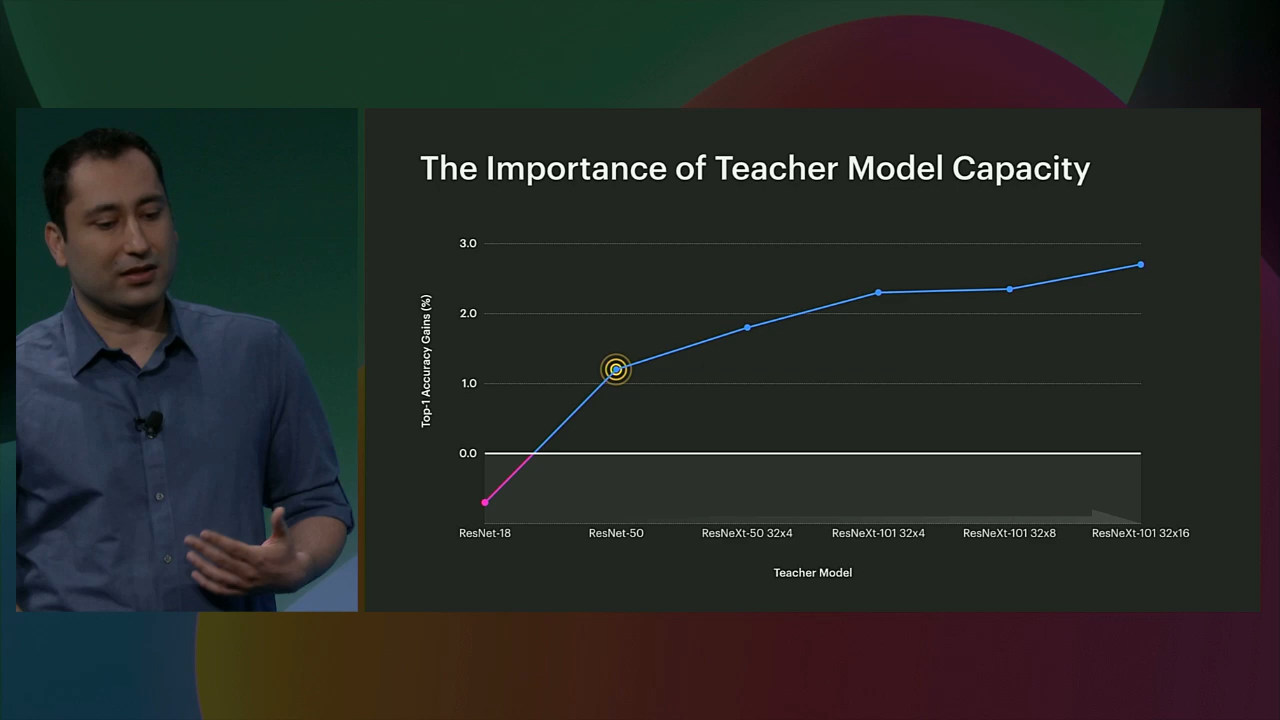 The Importance of Teacher Model Capacity
Top-1 Accuracy Gains (%)
3.0
2.0
1.0
0.0
ResNet-18 ResNet-50 ResNeXt-50 32x4 ResNeXt-101 32x4 ResNeXt-101 32x8 ResNeXt-101 32x16
Teacher Model